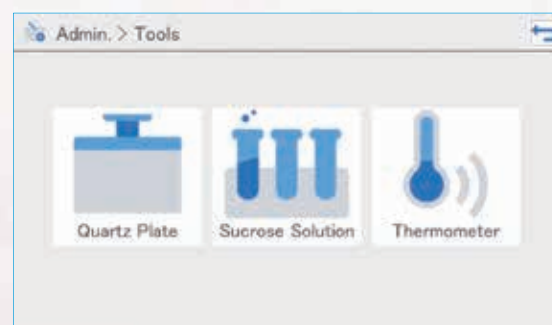 Admin. > Tools
Quartz Plate
Sucrose Solution
Thermometer